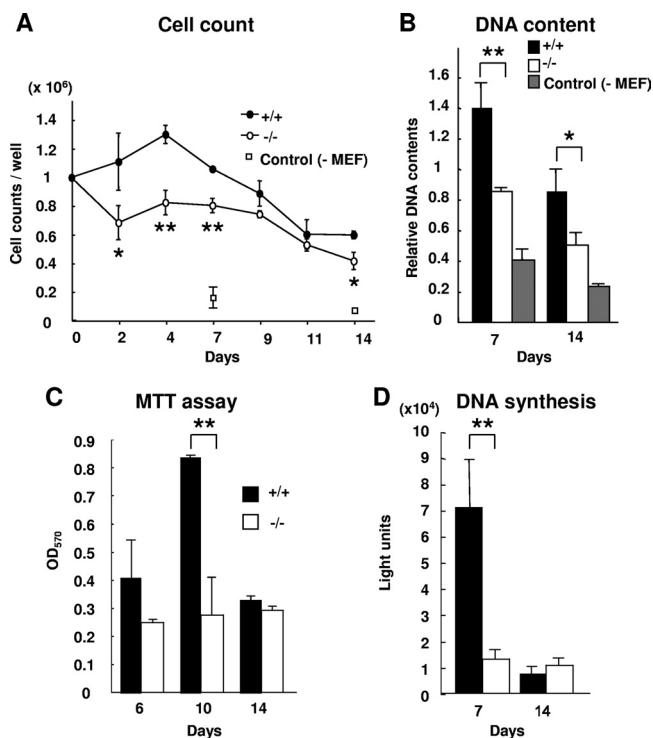 A
Cell count
(x 10⁶)
Cell counts / well
1.4
1.2
1
0.8
0.6
0.4
0.2
0
+/+
-/-
Control (- MEF)
*
**
**
*
0 2 4 7 9 11 14
Days
B
DNA content
+/+
-/-
Control (- MEF)
**
*
Relative DNA contents
1.6
1.4
1.2
1
0.8
0.6
0.4
0.2
0
7 14
Days
C
MTT assay
**
+/+
-/-
OD₅₇₀
0.9
0.8
0.7
0.6
0.5
0.4
0.3
0.2
0.1
0
6 10 14
Days
D
DNA synthesis
(x10⁴)
**
Light units
10
9
8
7
6
5
4
3
2
1
0
7 14
Days